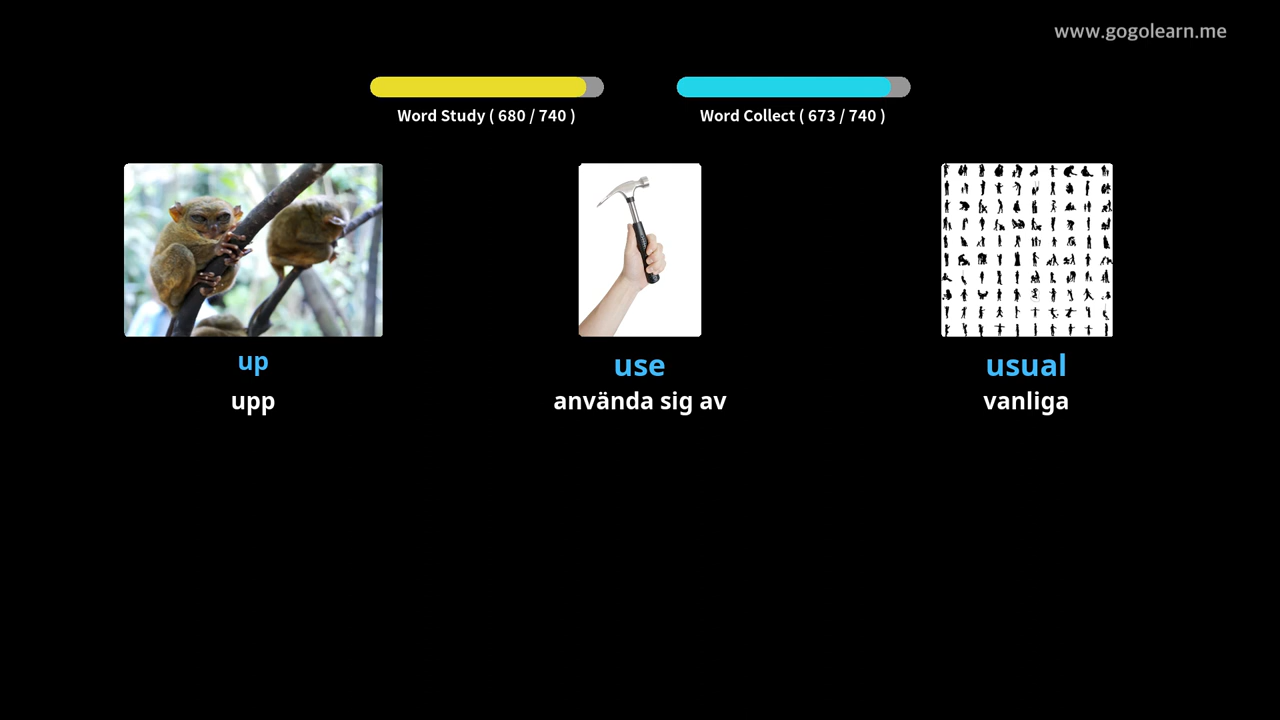 www.gogolearn.me
Word Study ( 680 / 740 )
Word Collect ( 673 / 740 )
up
use
usual
upp
använda sig av
vanliga